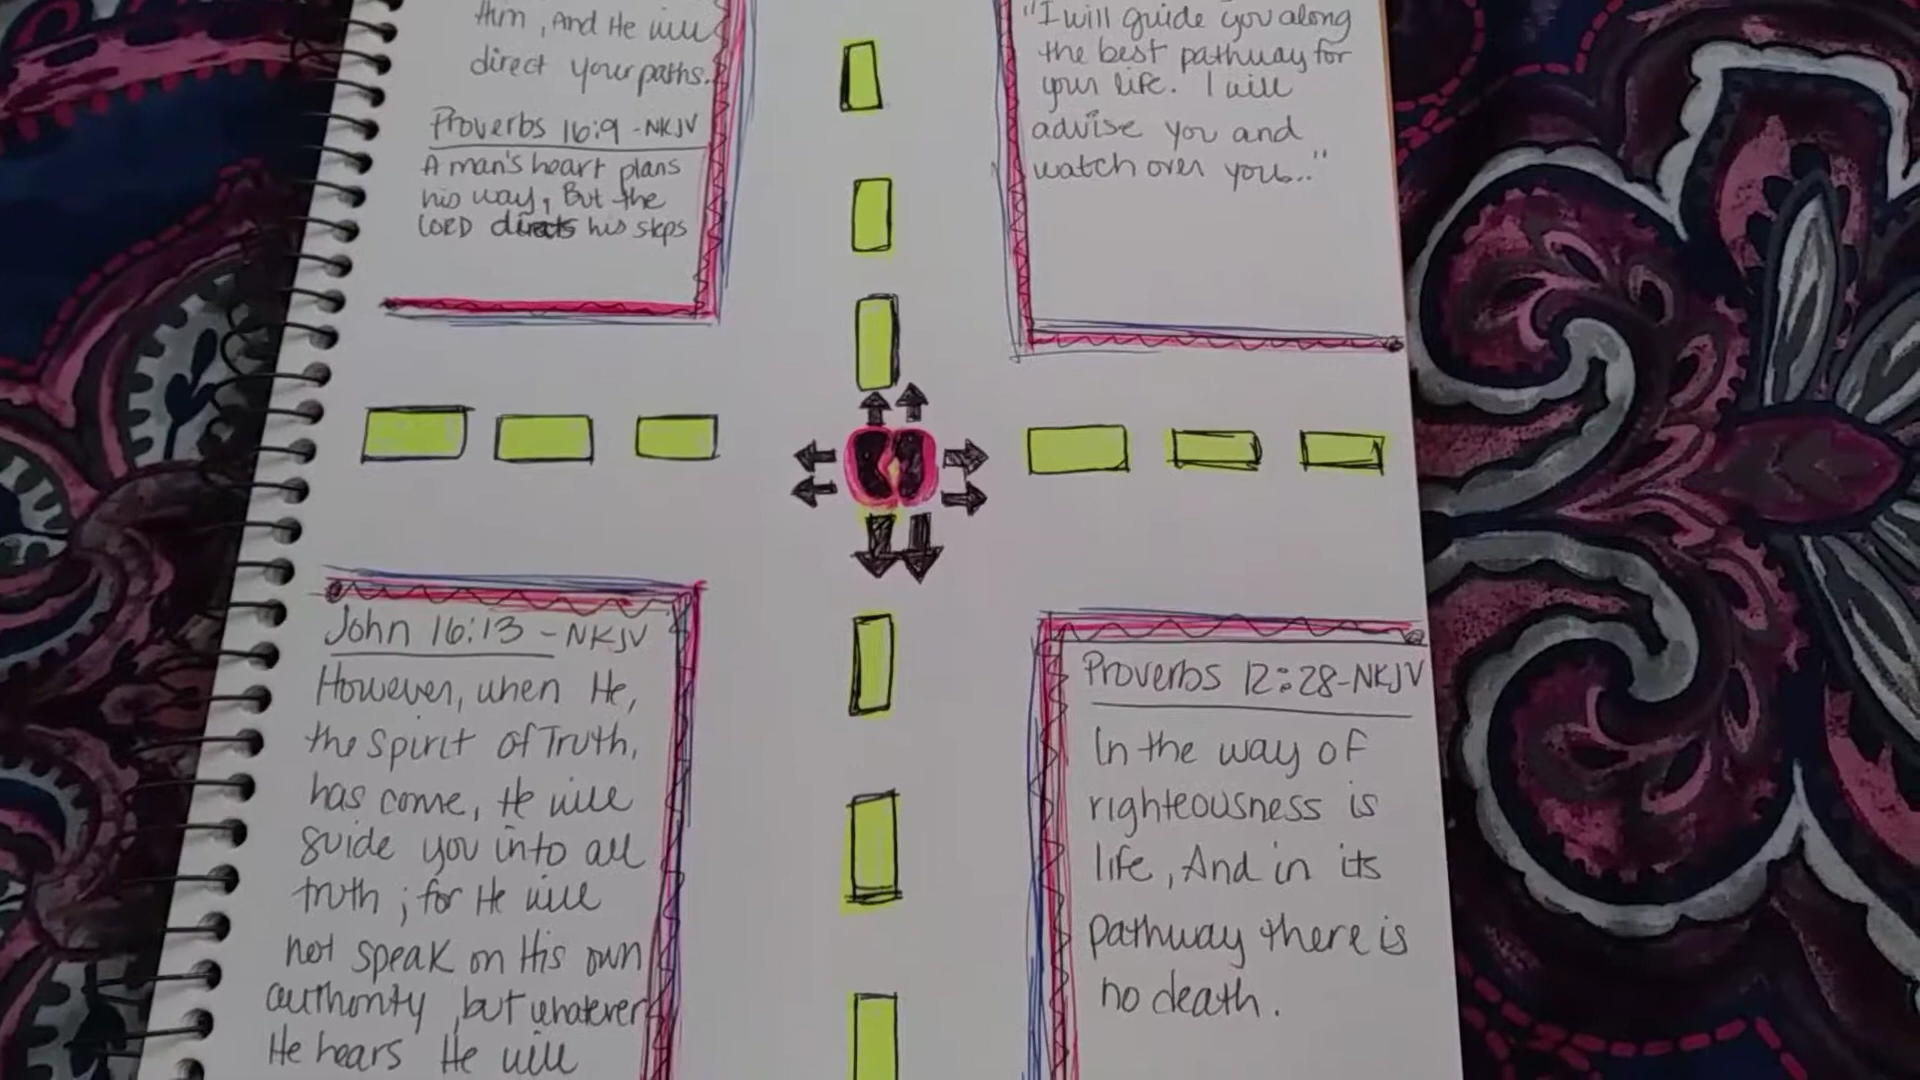 Him, And He will
direct your paths.
Proverbs 16:9 -NKJV
A man's heart plans
his way, But the
LORD directs his steps
"I will guide you along
the best pathway for
your life. I will
advise you and
watch over you..."
John 16:13 -NKJV
However, when He,
the spirit of Truth,
has come, He will
guide you into all
truth; for He will
not speak on His own
authority, but whatever
He hears He will
Proverbs 12:28-NKJV
In the way of
righteousness is
life, And in its
pathway there is
no death.